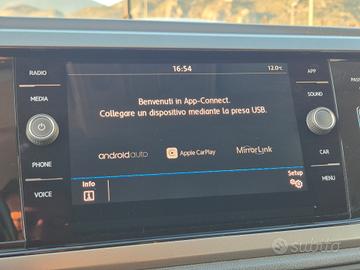 16:54
12.0°C
RADIO
MEDIA
PHONE
VOICE
APP
SOUND
CAR
MENU
Benvenuti in App-Connect.
Collegare un dispositivo mediante la presa USB.
androidauto
Apple CarPlay
MirrorLink
Info
Setup
subito